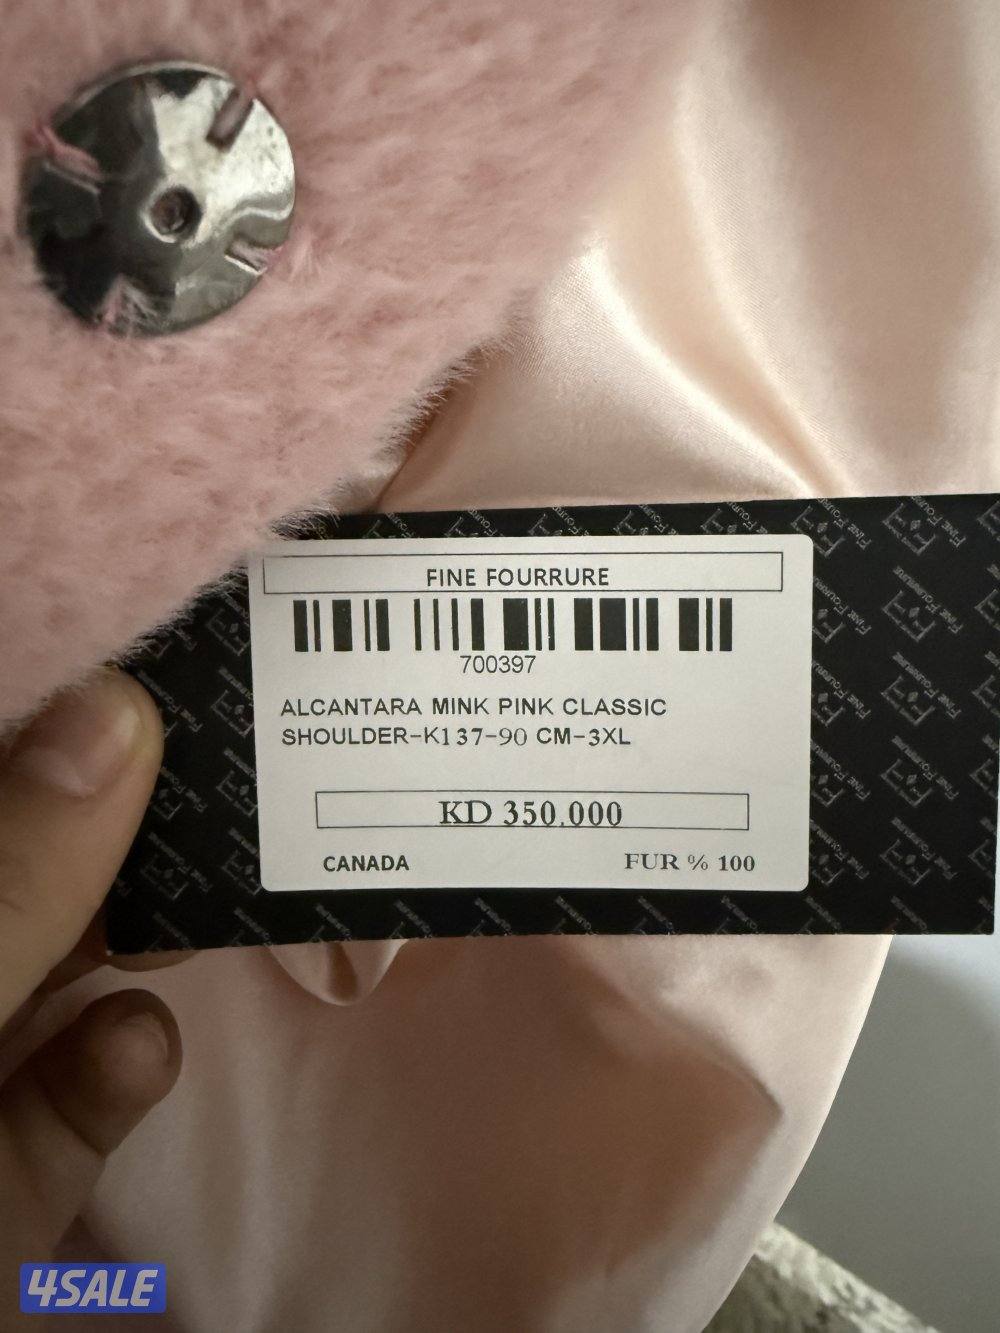 FINE FOURRURE
700397
ALCANTARA MINK PINK CLASSIC
SHOULDER-K137-90 CM-3XL
KD 350.000
CANADA FUR % 100
4SALE